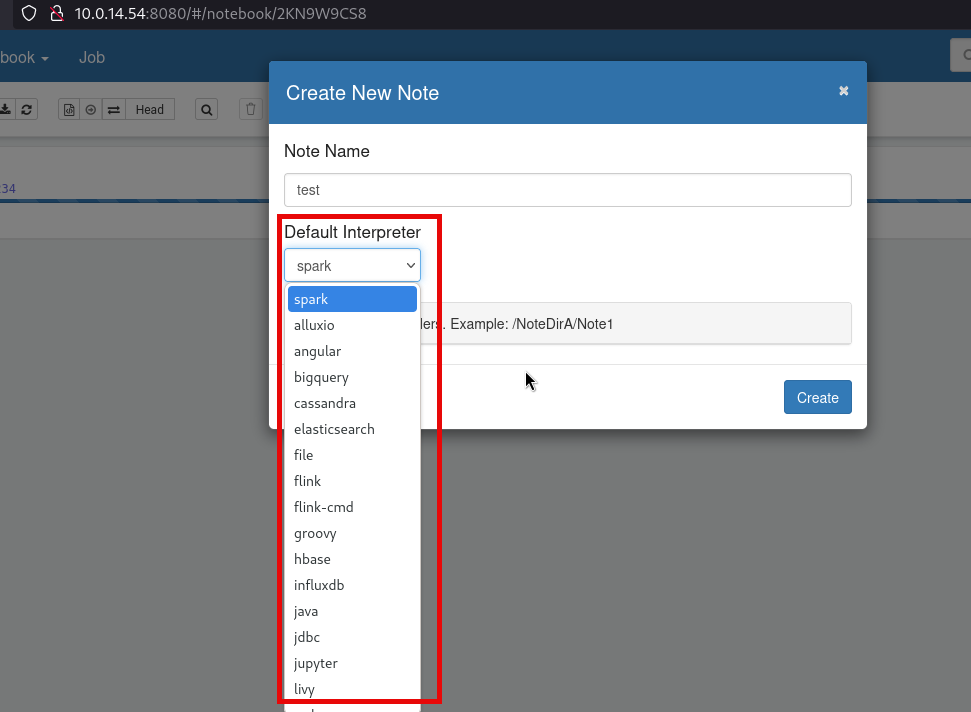 10.0.14.54:8080/#/notebook/2KN9W9CS8
book Job
Create New Note ×
Head
Note Name
test
:34
Default Interpreter
spark
spark
lers. Example: /NoteDirA/Note1
alluxio
angular
bigquery
Create
cassandra
elasticsearch
file
flink
flink-cmd
groovy
hbase
influxdb
java
jdbc
jupyter
livy